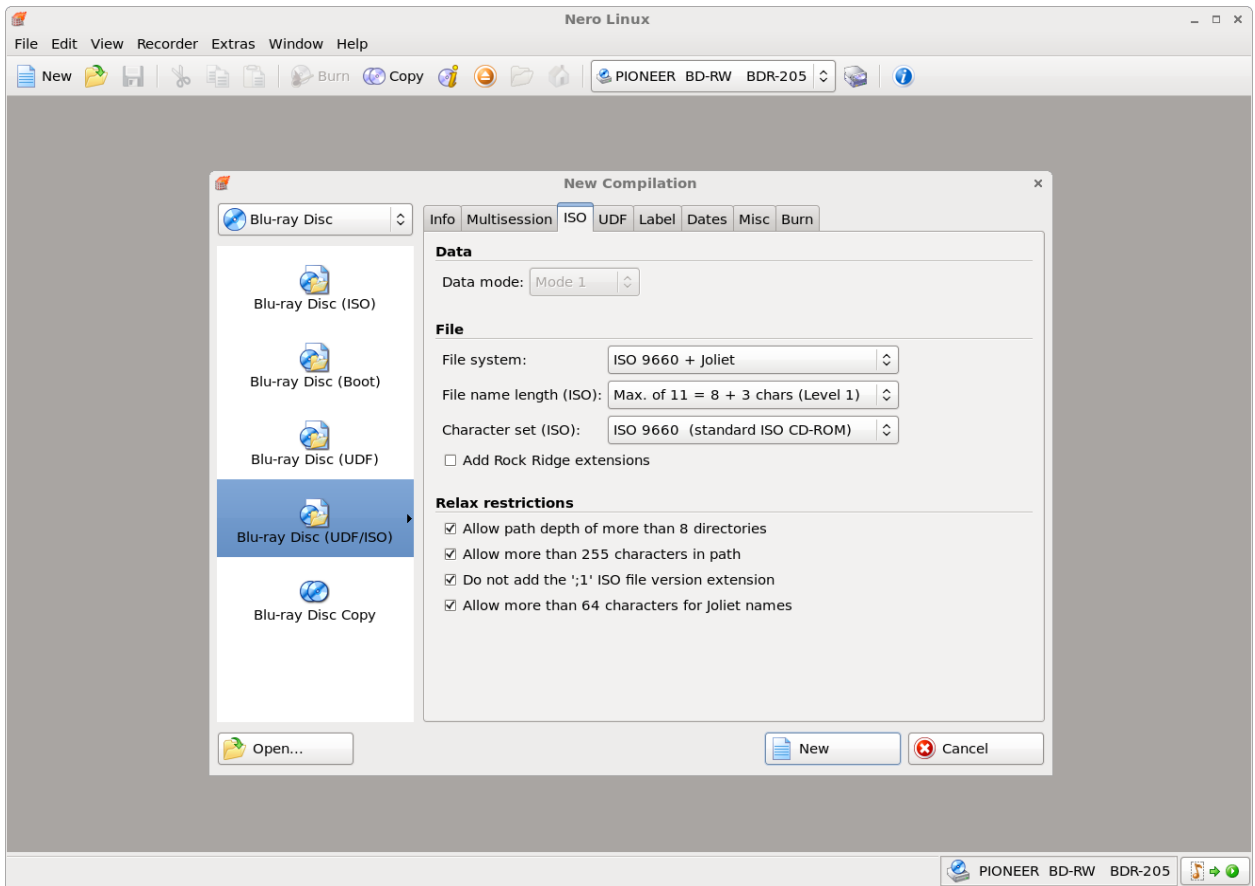 Nero Linux
File Edit View Recorder Extras Window Help
New Burn Copy PIONEER BD-RW BDR-205
New Compilation
Blu-ray Disc
Info Multisession ISO UDF Label Dates Misc Burn
Blu-ray Disc (ISO)
Blu-ray Disc (Boot)
Blu-ray Disc (UDF)
Blu-ray Disc (UDF/ISO)
Blu-ray Disc Copy
Data
Data mode: Mode 1
File
File system: ISO 9660 + Joliet
File name length (ISO): Max. of 11 = 8 + 3 chars (Level 1)
Character set (ISO): ISO 9660 (standard ISO CD-ROM)
Add Rock Ridge extensions
Relax restrictions
Allow path depth of more than 8 directories
Allow more than 255 characters in path
Do not add the ';1' ISO file version extension
Allow more than 64 characters for Joliet names
Open... New Cancel
PIONEER BD-RW BDR-205